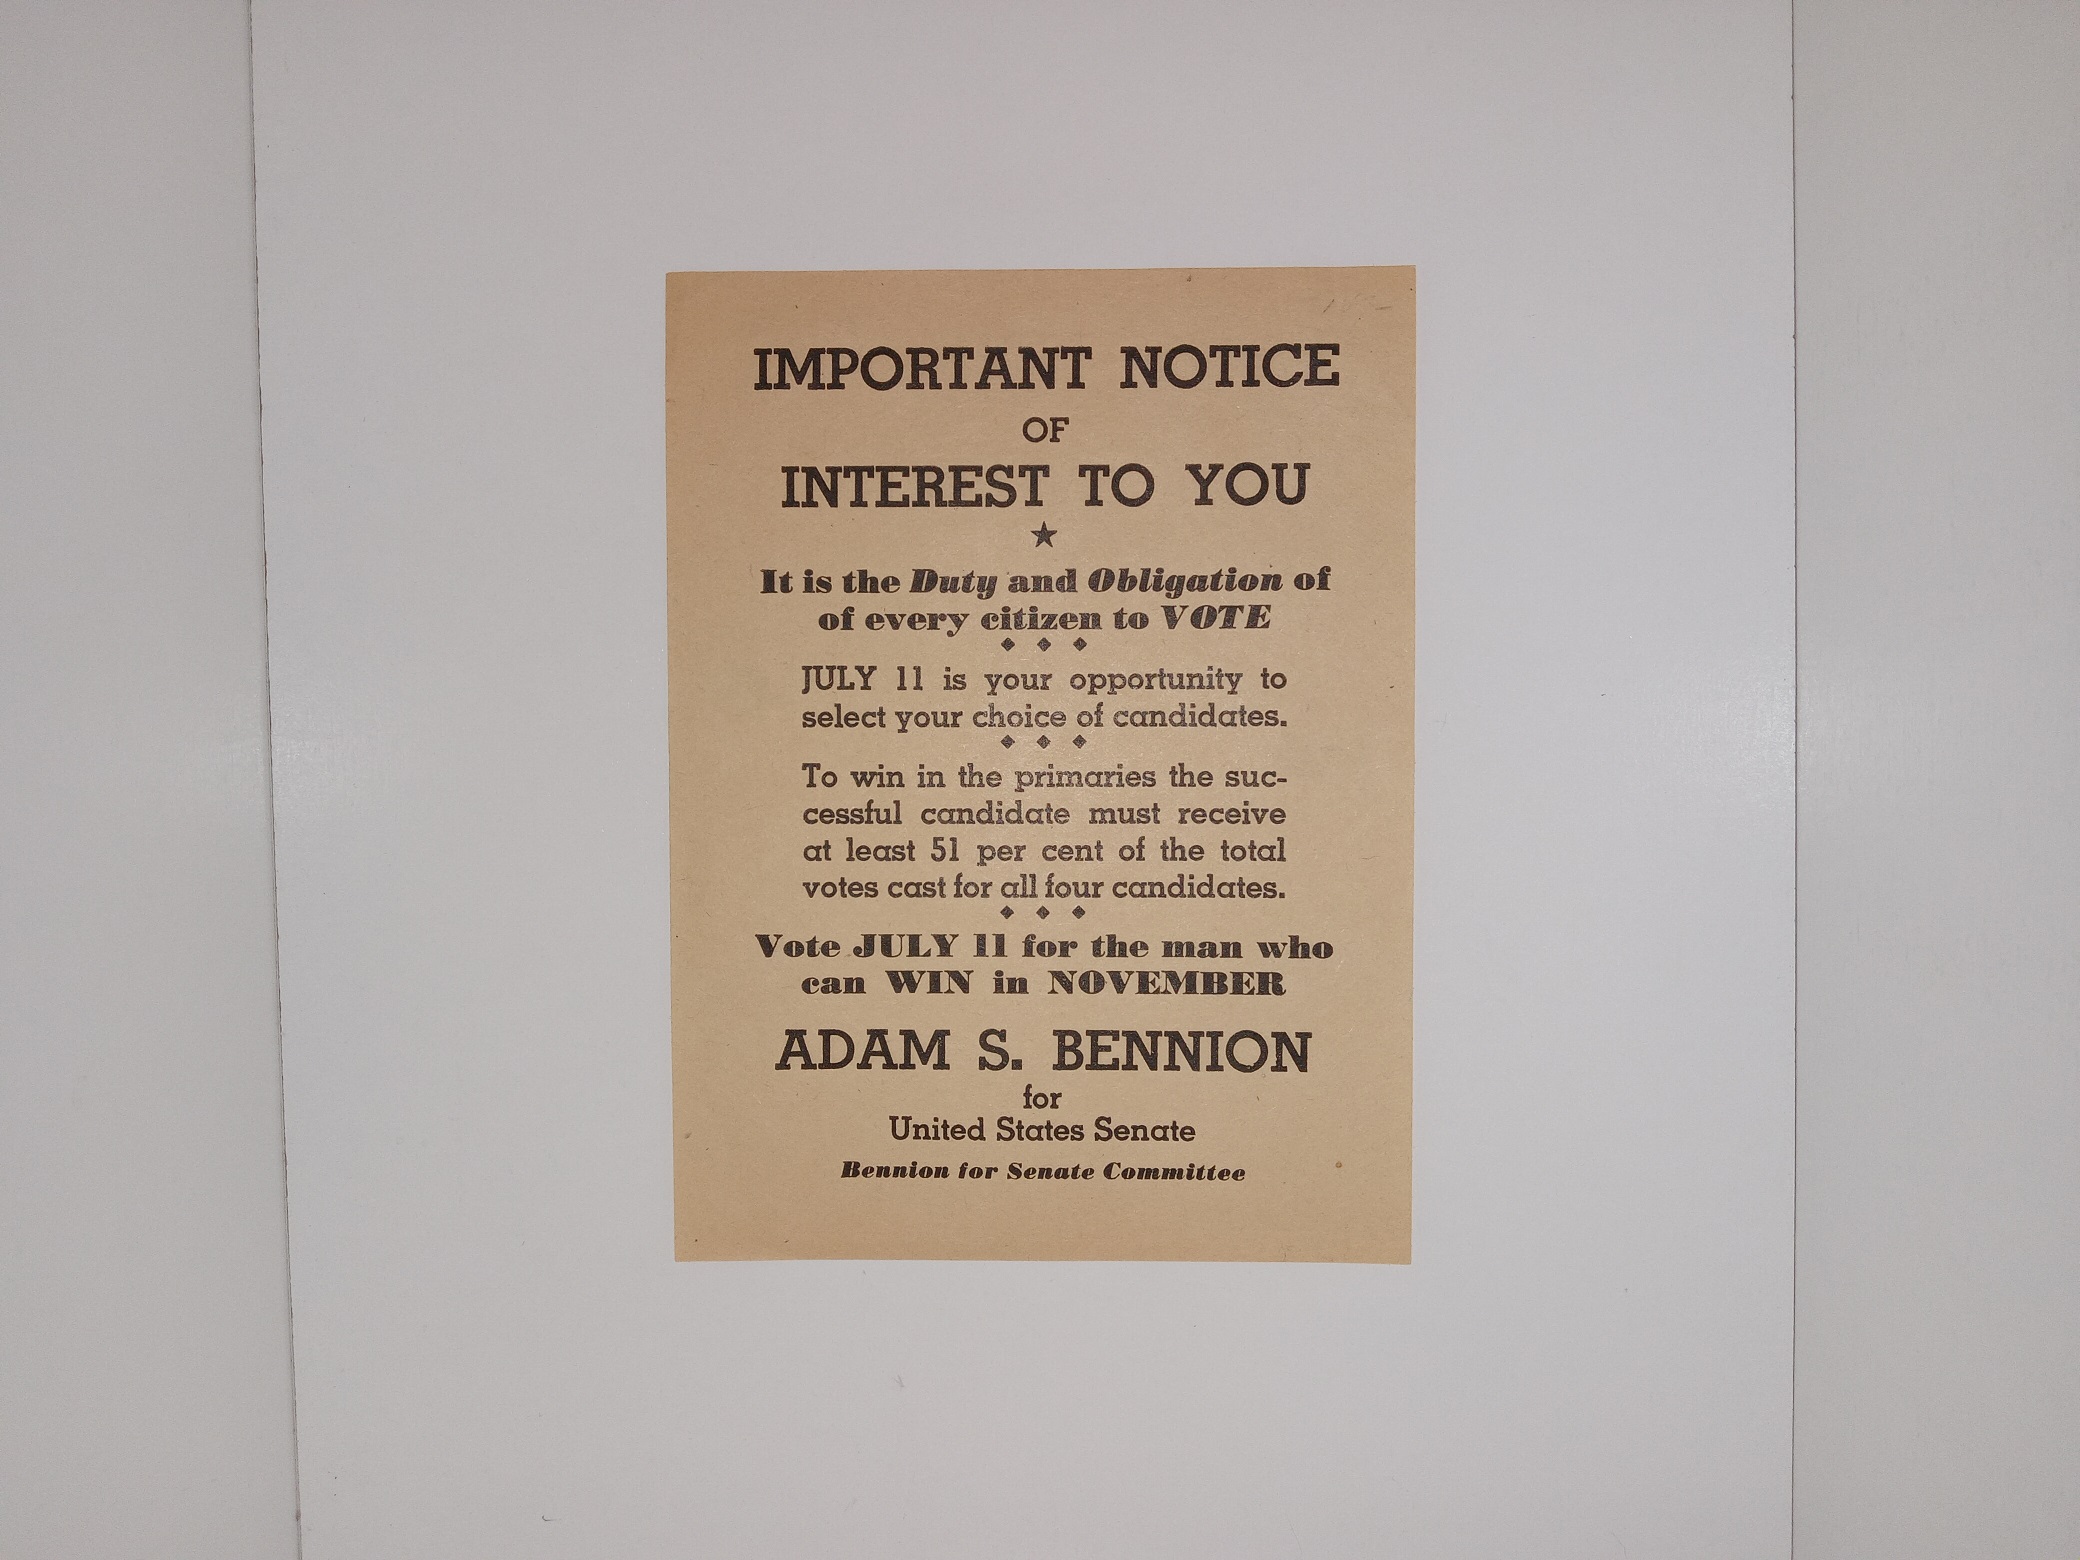 IMPORTANT NOTICE
OF
INTEREST TO YOU
It is the Duty and Obligation of
of every citizen to VOTE
JULY 11 is your opportunity to
select your choice of candidates.
To win in the primaries the suc-
cessful candidate must receive
at least 51 per cent of the total
votes cast for all four candidates.
Vote JULY 11 for the man who
can WIN in NOVEMBER
ADAM S. BENNION
for
United States Senate
Bennion for Senate Committee